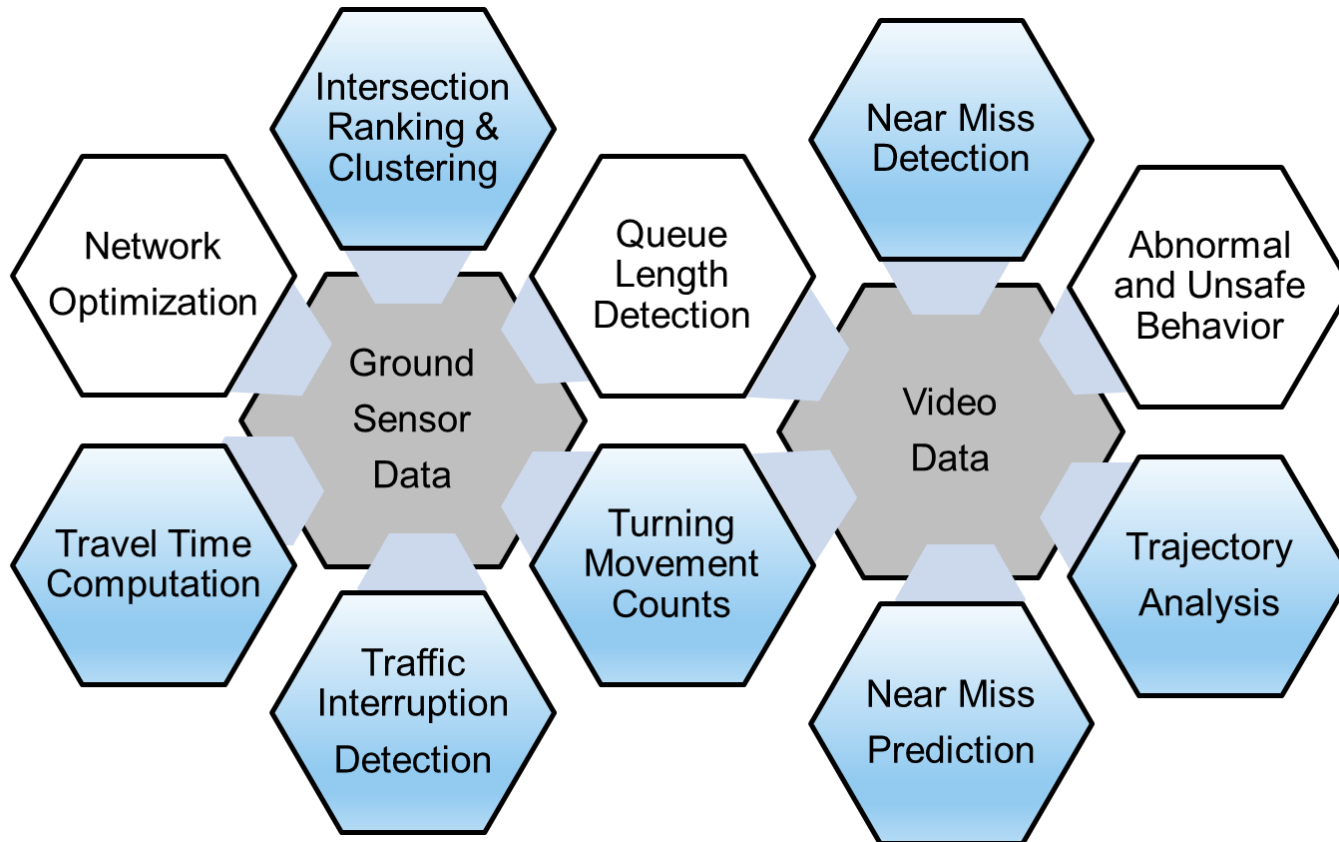 Intersection
Ranking &
Clustering
Near Miss
Detection
Network
Optimization
Queue
Length
Detection
Abnormal
and Unsafe
Behavior
Ground
Sensor
Data
Video
Data
Travel Time
Computation
Turning
Movement
Counts
Trajectory
Analysis
Traffic
Interruption
Detection
Near Miss
Prediction